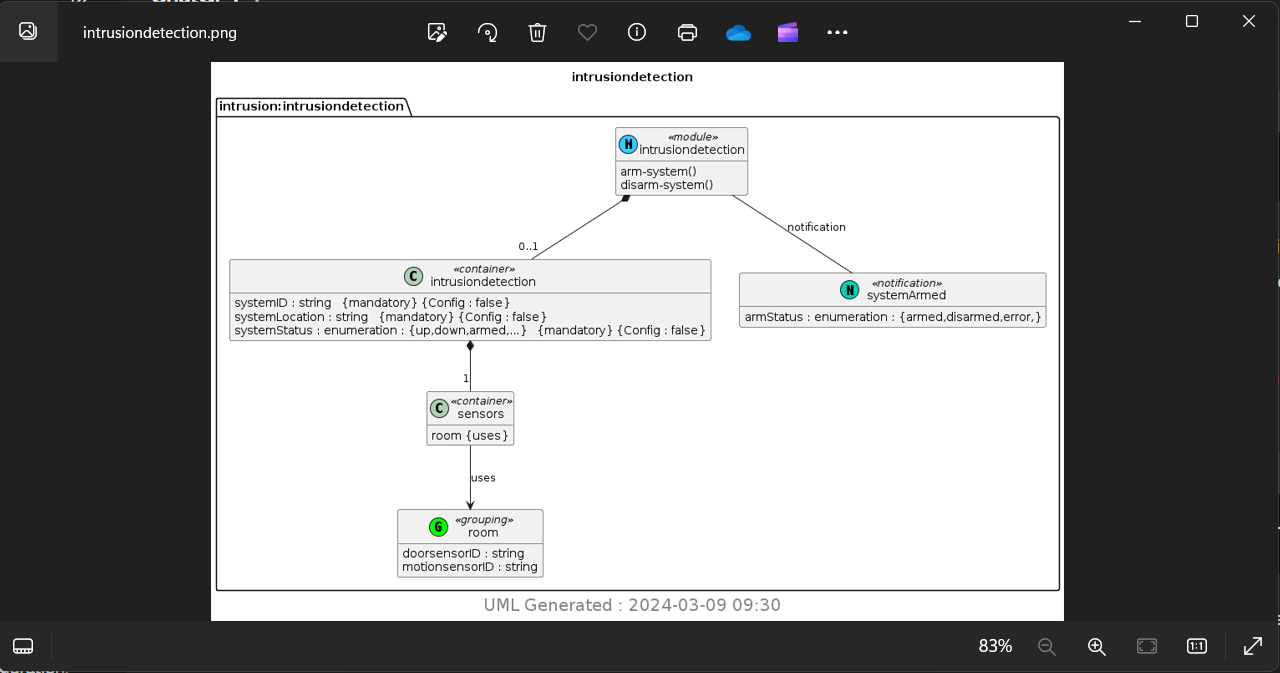 intrusiondetection.png
intrusiondetection
intrusion:intrusiondetection
M
«module»
intrusiondetection
arm-system()
disarm-system()
0..1
notification
C
«container»
intrusiondetection
systemID : string {mandatory} {Config : false}
systemLocation : string {mandatory} {Config : false}
systemStatus : enumeration : {up,down,armed,...} {mandatory} {Config : false}
N
«notification»
systemArmed
armStatus : enumeration : {armed,disarmed,error,}
1
C
«container»
sensors
room {uses}
uses
G
«grouping»
room
doorsensorID : string
motionsensorID : string
UML Generated : 2024-03-09 09:30
83%
1:1